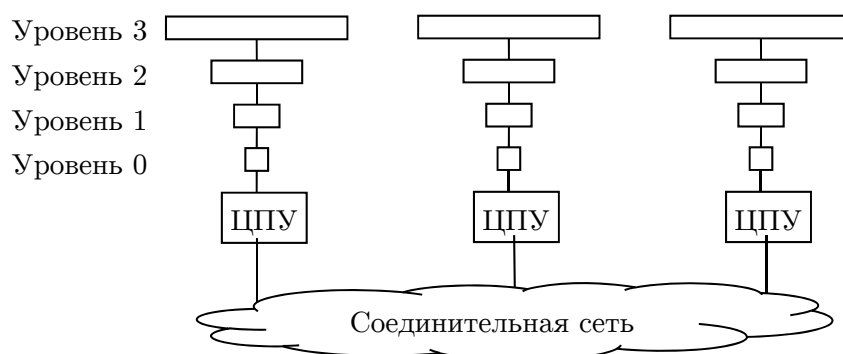 Уровень 3
Уровень 2
Уровень 1
Уровень 0
ЦПУ ЦПУ ЦПУ
Соединительная сеть